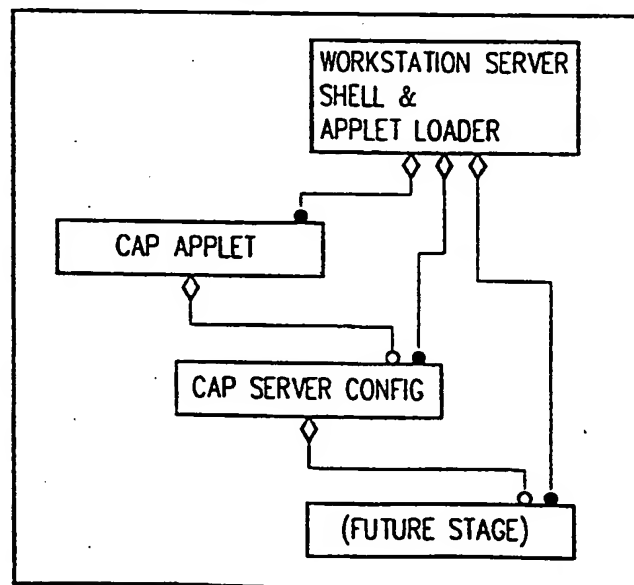 WORKSTATION SERVER
SHELL &
APPLET LOADER
CAP APPLET
CAP SERVER CONFIG
(FUTURE STAGE)